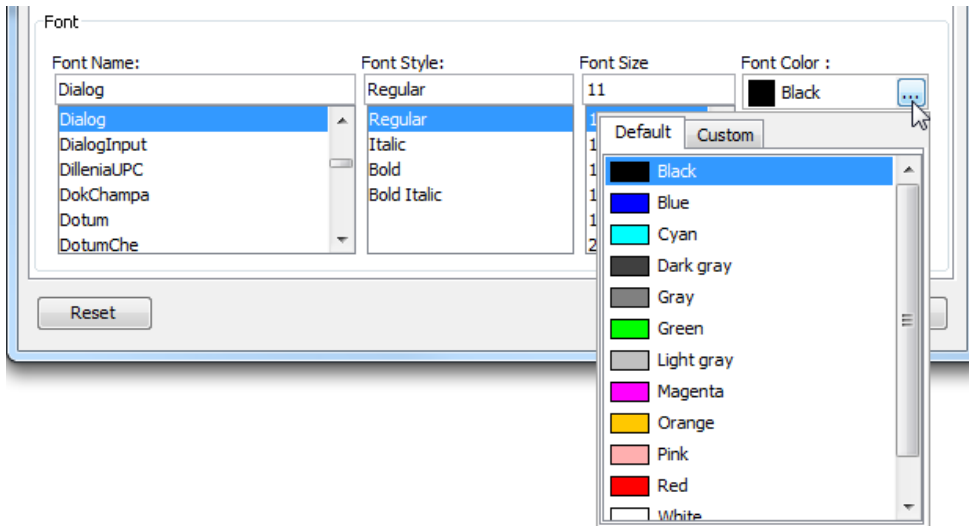 Font
Font Name:
Dialog
Dialog
DialogInput
DilleniaUPC
DokChampa
Dotum
DotumChe
Font Style:
Regular
Regular
Italic
Bold
Bold Italic
Font Size
11
Font Color :
Black
...
Default
Custom
Black
Blue
Cyan
Dark gray
Gray
Green
Light gray
Magenta
Orange
Pink
Red
White
Reset